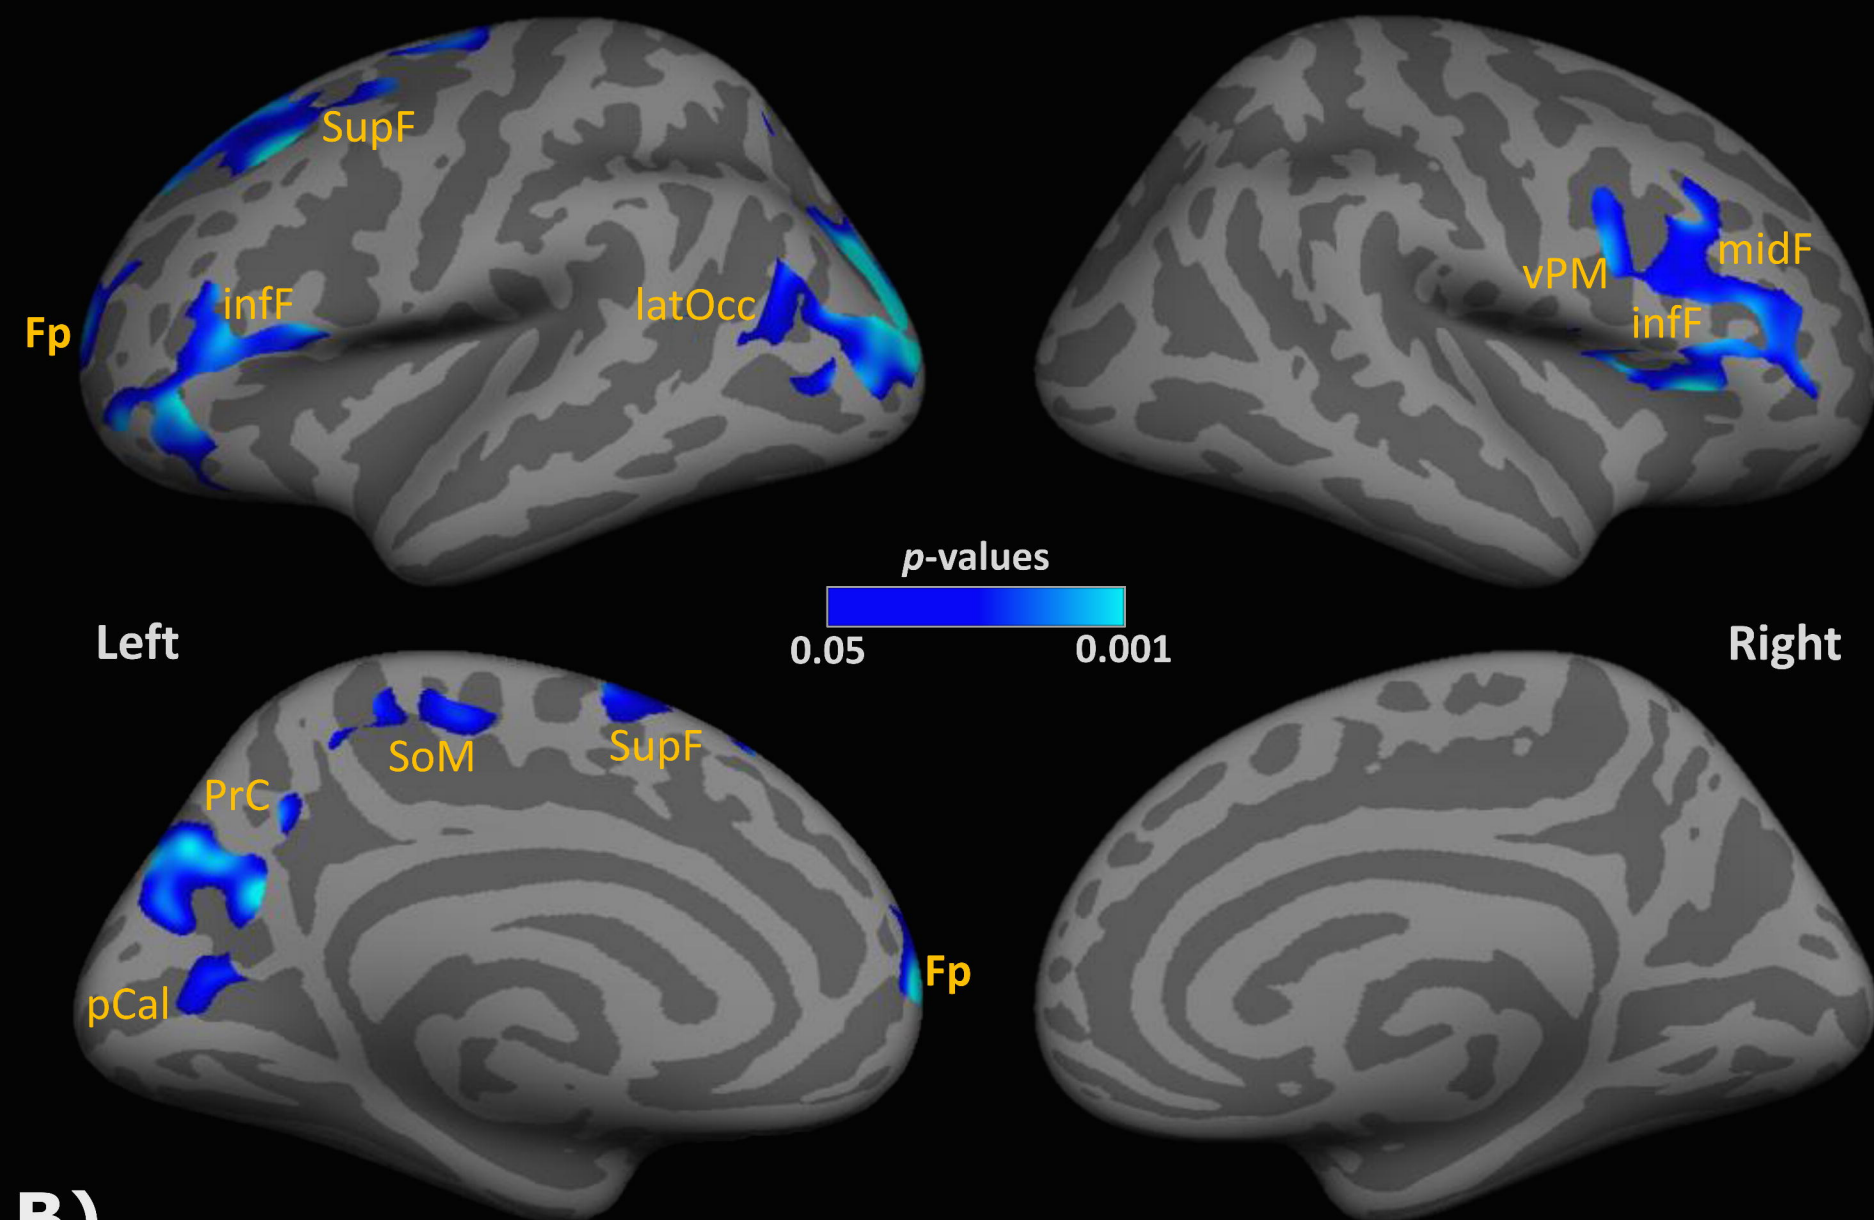 SupF
infF
Fp
latOcc
vPM
midF
infF
p-values
0.05 0.001
Left
Right
SoM
SupF
PrC
Fp
pCal
B)